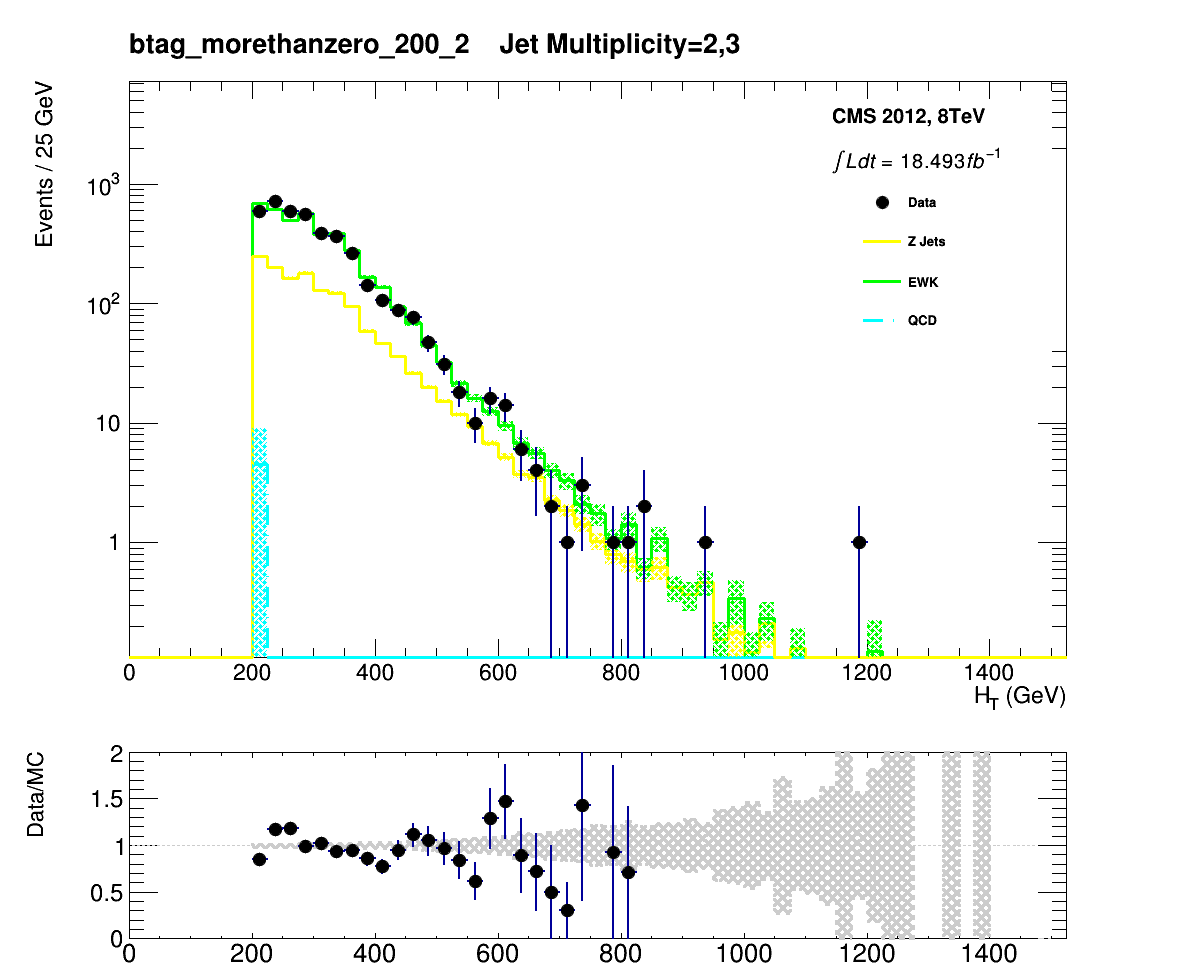 btag_morethanzero_200_2 Jet Multiplicity=2,3
Events / 25 GeV
CMS 2012, 8TeV
∫Ldt = 18.493fb⁻¹
Data
Z Jets
EWK
QCD
10³
10²
10
1
0 200 400 600 800 1000 1200 1400
H_T (GeV)
Data/MC
2
1.5
1
0.5
0
0 200 400 600 800 1000 1200 1400